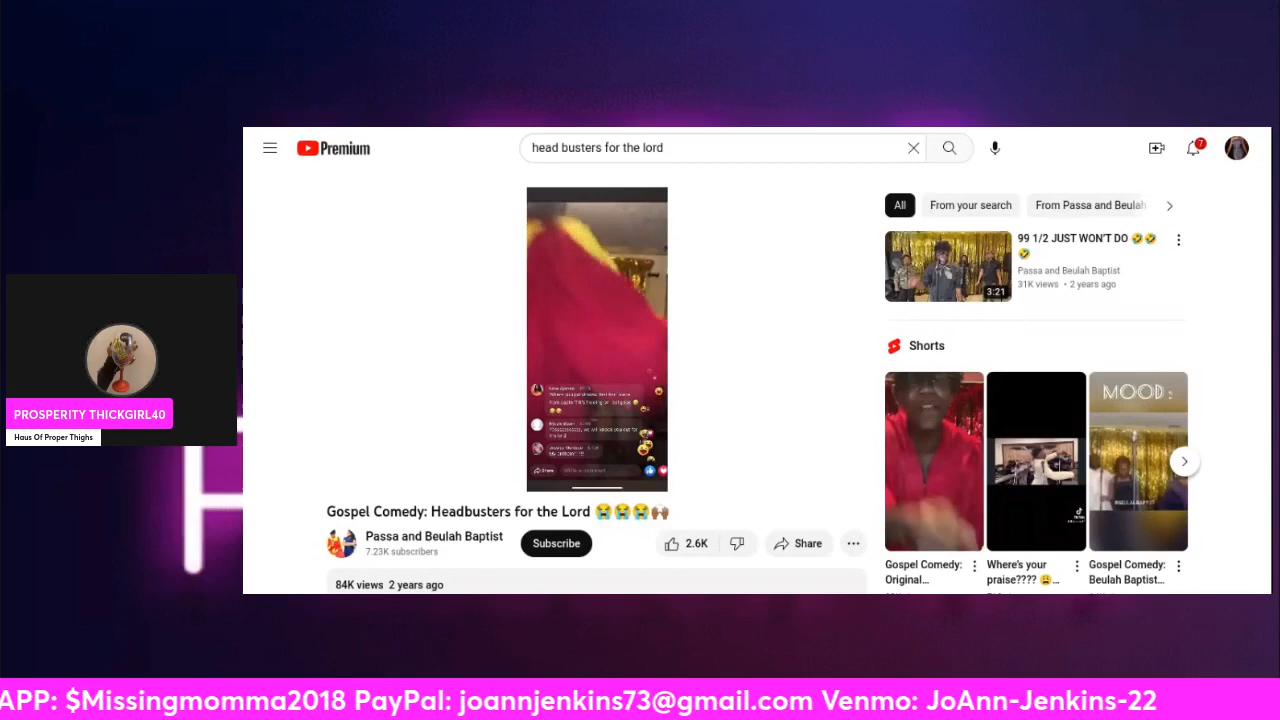 Premium
head busters for the lord
7
All
From your search
From Passa and Beulah
99 1/2 JUST WON'T DO 🤣🤣
🤣
Passa and Beulah Baptist
31K views • 2 years ago
3:21
Shorts
MOOD:
Gospel Comedy:
Original...
Where's your
praise???? 😩...
Gospel Comedy:
Beulah Baptist...
Share
Gospel Comedy: Headbusters for the Lord 😭😭😭🙌🏾
Passa and Beulah Baptist
7.23K subscribers
Subscribe
2.6K
Share
84K views 2 years ago
PROSPERITY THICKGIRL40
Haus Of Proper Thighs
H
APP: $Missingmomma2018 PayPal: joannjenkins73@gmail.com Venmo: JoAnn-Jenkins-22